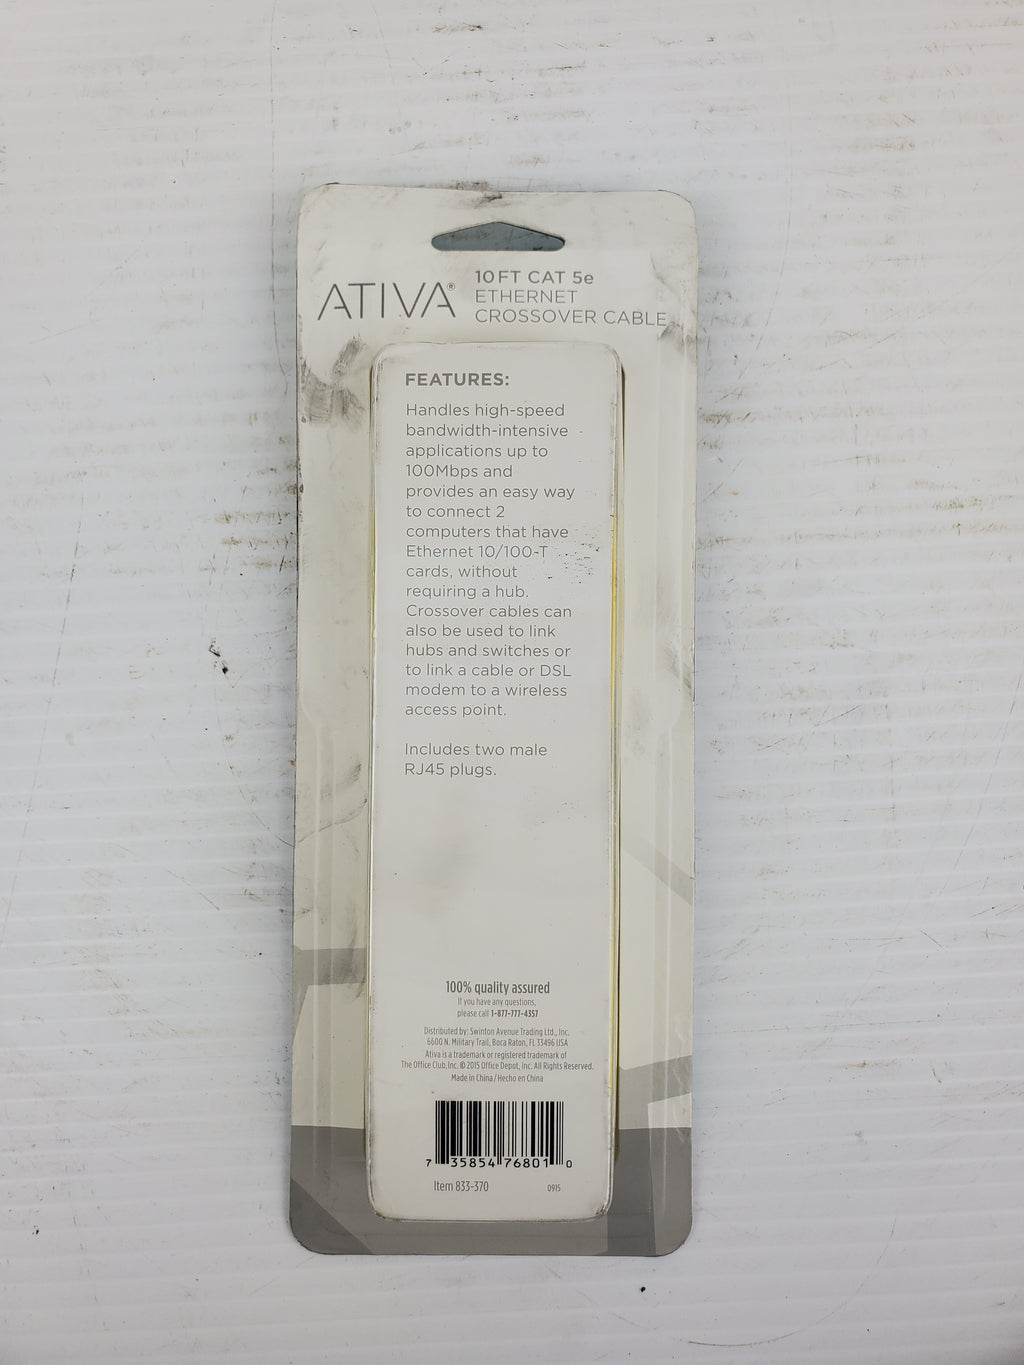 ATIVA®
10FT CAT 5e
ETHERNET
CROSSOVER CABLE
FEATURES:
Handles high-speed
bandwidth-intensive
applications up to
100Mbps and
provides an easy way
to connect 2
computers that have
Ethernet 10/100-T
cards, without
requiring a hub.
Crossover cables can
also be used to link
hubs and switches or
to link a cable or DSL
modem to a wireless
access point.
Includes two male
RJ45 plugs.
100% quality assured
If you have any questions,
please call 1-877-777-4357
Distributed by: Swinton Avenue Trading Ltd., Inc.
6600 N. Military Trail, Boca Raton, FL 33496 USA
Ativa is a trademark or registered trademark of
The Office Club, Inc. © 2015 Office Depot, Inc. All Rights Reserved.
Made in China / Hecho en China
7 35854 76801 0
Item 833-370
0915